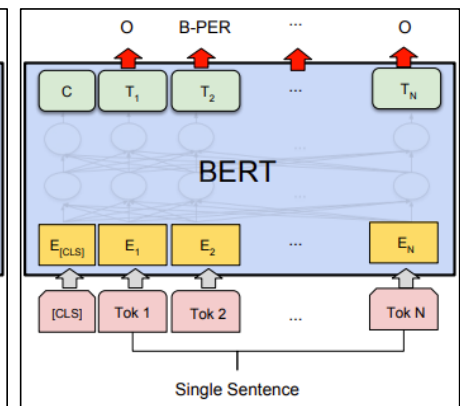 O B-PER ... O
C T1 T2 ... TN
...
BERT
...
E[CLS] E1 E2 ... EN
[CLS] Tok 1 Tok 2 ... Tok N
Single Sentence